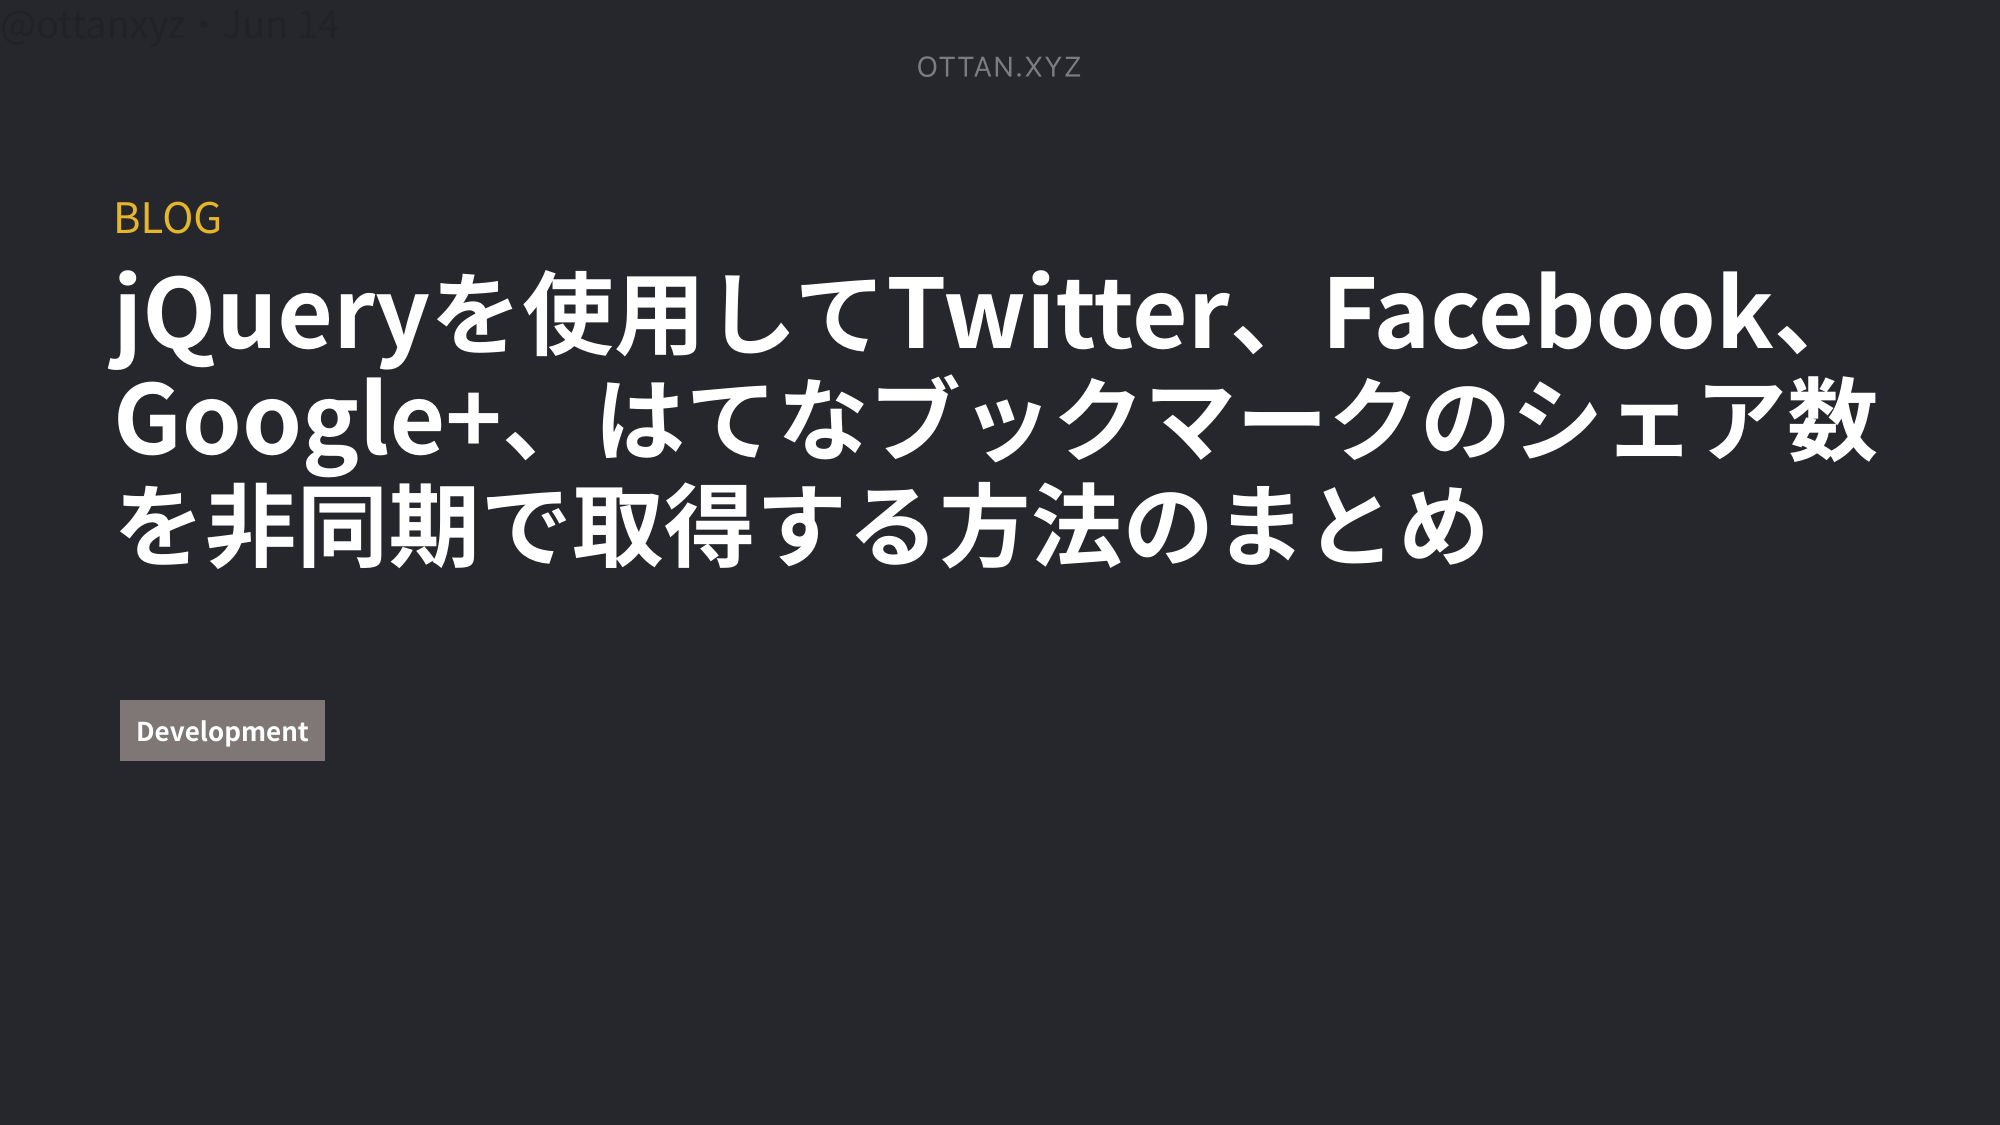 @ottanxyz・Jun 14
OTTAN.XYZ
BLOG
jQueryを使用してTwitter、Facebook、
Google+、はてなブックマークのシェア数
を非同期で取得する方法のまとめ
Development